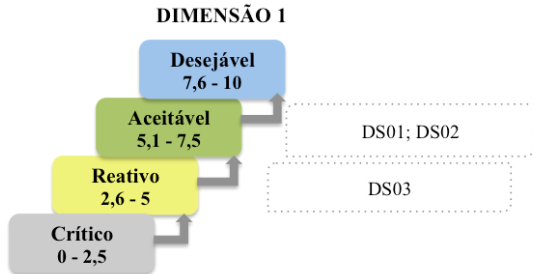 DIMENSÃO 1
Desejável
7,6 - 10
Aceitável
5,1 - 7,5
DS01; DS02
Reativo
2,6 - 5
DS03
Crítico
0 - 2,5